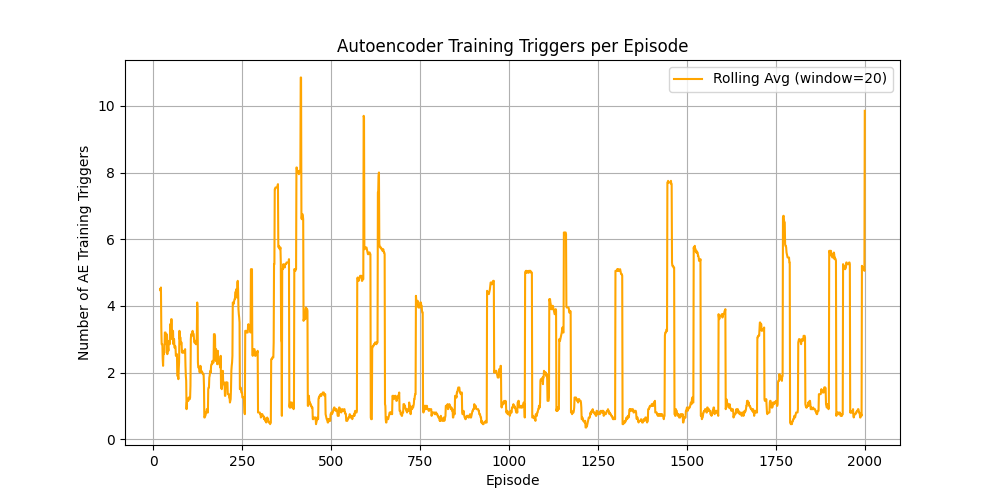 Autoencoder Training Triggers per Episode
Rolling Avg (window=20)
Number of AE Training Triggers
10
8
6
4
2
0
0 250 500 750 1000 1250 1500 1750 2000
Episode